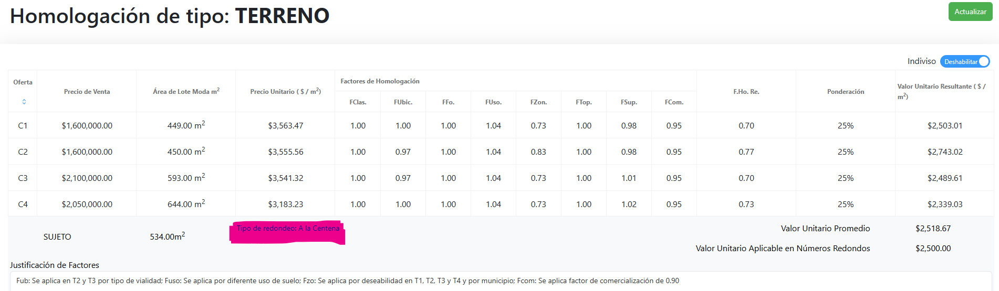 Homologación de tipo: TERRENO
Actualizar
Indiviso Deshabilitar
Oferta Precio de Venta Área de Lote Moda m² Precio Unitario ( $ / m²) Factores de Homologación F.Ho. Re. Ponderación Valor Unitario Resultante ( $ / m²)
FClas. FUbic. FFo. FUso. FZon. FTop. FSup. FCom.
C1 $1,600,000.00 449.00 m² $3,563.47 1.00 1.00 1.00 1.04 0.73 1.00 0.98 0.95 0.70 25% $2,503.01
C2 $1,600,000.00 450.00 m² $3,555.56 1.00 0.97 1.00 1.04 0.83 1.00 0.98 0.95 0.77 25% $2,743.02
C3 $2,100,000.00 593.00 m² $3,541.32 1.00 0.97 1.00 1.04 0.73 1.00 1.01 0.95 0.70 25% $2,489.61
C4 $2,050,000.00 644.00 m² $3,183.23 1.00 1.00 1.00 1.04 0.73 1.00 1.02 0.95 0.73 25% $2,339.03
SUJETO 534.00m² Tipo de redondeo: A la Centena
Valor Unitario Promedio $2,518.67
Valor Unitario Aplicable en Números Redondos $2,500.00
Justificación de Factores
Fub: Se aplica en T2 y T3 por tipo de vialidad; Fuso: Se aplica por diferente uso de suelo; Fzo: Se aplica por deseabilidad en T1, T2, T3 y T4 y por municipio; Fcom: Se aplica factor de comercialización de 0.90